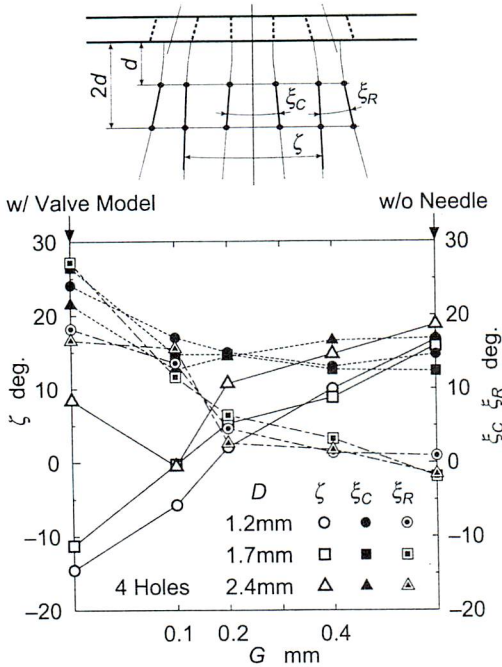 d
2d
ξC
ξR
ζ
w/ Valve Model
w/o Needle
30
20
10
0
−10
−20
ζ deg.
30
20
10
0
−10
−20
ξC ξR deg.
D ζ ξC ξR
1.2mm
1.7mm
4 Holes 2.4mm
0.1 0.2 0.4
G mm